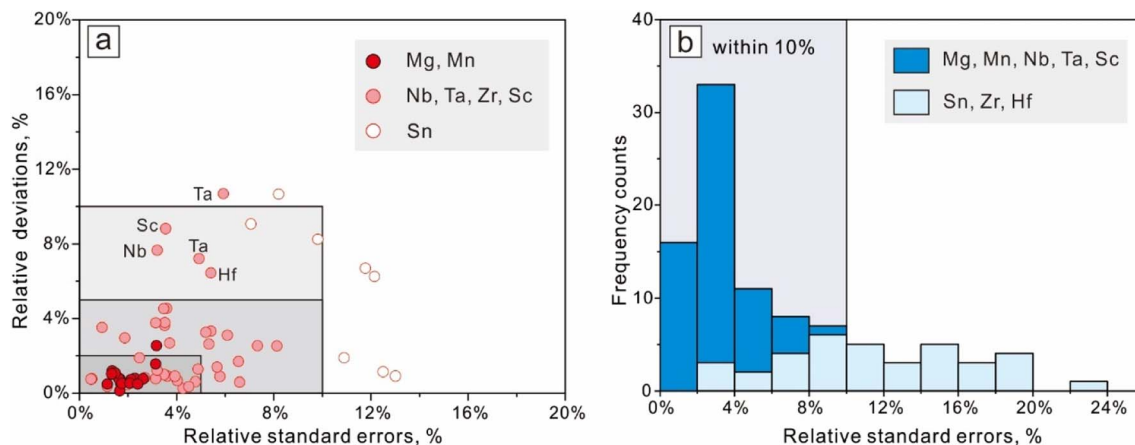 a
Mg, Mn
Nb, Ta, Zr, Sc
Sn
Ta
Sc
Nb
Ta
Hf
20%
16%
12%
8%
4%
0%
Relative deviations, %
0%
4%
8%
12%
16%
20%
Relative standard errors, %
b
within 10%
Mg, Mn, Nb, Ta, Sc
Sn, Zr, Hf
40
30
20
10
0
Frequency counts
0%
4%
8%
12%
16%
20%
24%
Relative standard errors, %